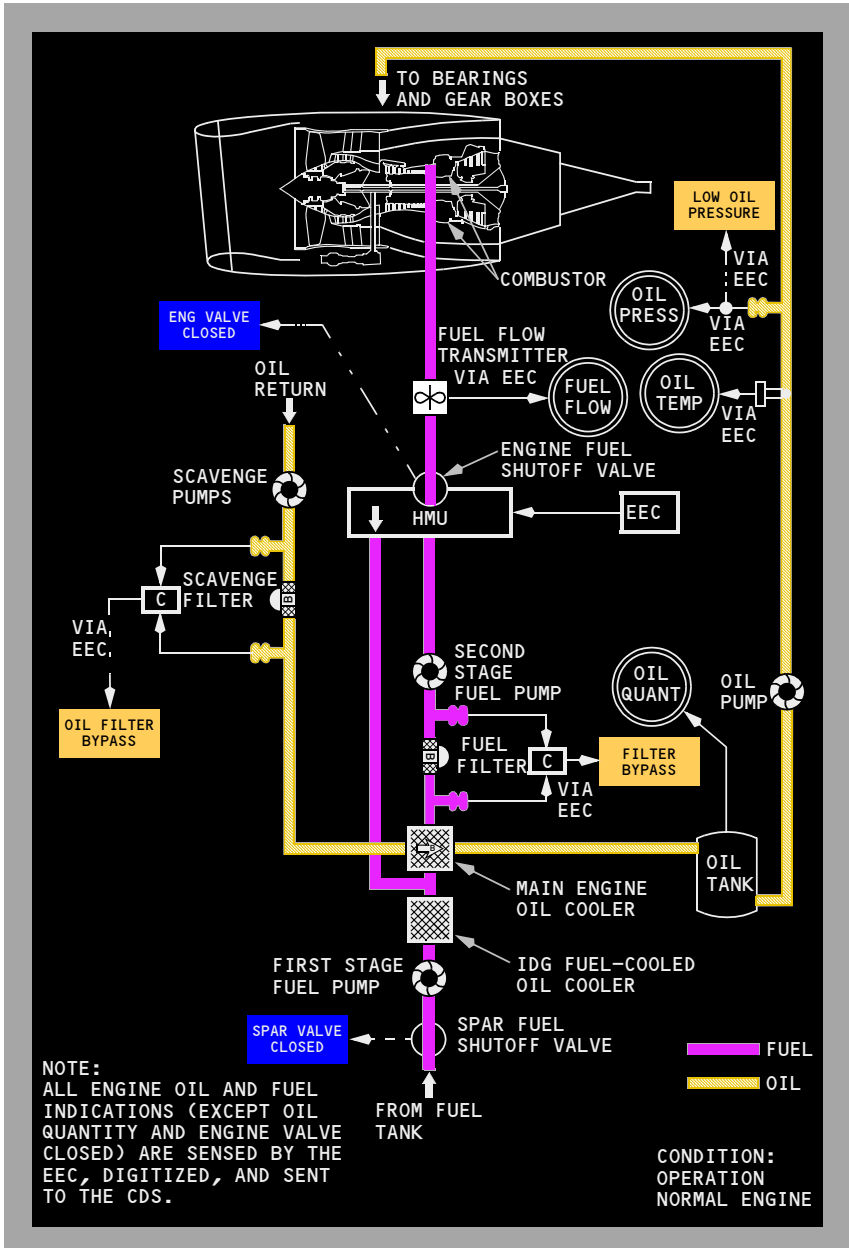 TO BEARINGS
AND GEAR BOXES
LOW OIL
PRESSURE
VIA
EEC
COMBUSTOR
OIL
PRESS
VIA
EEC
ENG VALVE
CLOSED
FUEL FLOW
TRANSMITTER
VIA EEC
FUEL
FLOW
OIL
TEMP
VIA
EEC
OIL
RETURN
ENGINE FUEL
SHUTOFF VALVE
SCAVENGE
PUMPS
HMU
EEC
SCAVENGE
FILTER
B
C
VIA
EEC
OIL FILTER
BYPASS
SECOND
STAGE
FUEL PUMP
OIL
QUANT
OIL
PUMP
FUEL
FILTER
B
C
FILTER
BYPASS
VIA
EEC
B
OIL
TANK
MAIN ENGINE
OIL COOLER
FIRST STAGE
FUEL PUMP
IDG FUEL-COOLED
OIL COOLER
SPAR VALVE
CLOSED
SPAR FUEL
SHUTOFF VALVE
FUEL
OIL
FROM FUEL
TANK
NOTE:
ALL ENGINE OIL AND FUEL
INDICATIONS (EXCEPT OIL
QUANTITY AND ENGINE VALVE
CLOSED) ARE SENSED BY THE
EEC, DIGITIZED, AND SENT
TO THE CDS.
CONDITION:
OPERATION
NORMAL ENGINE